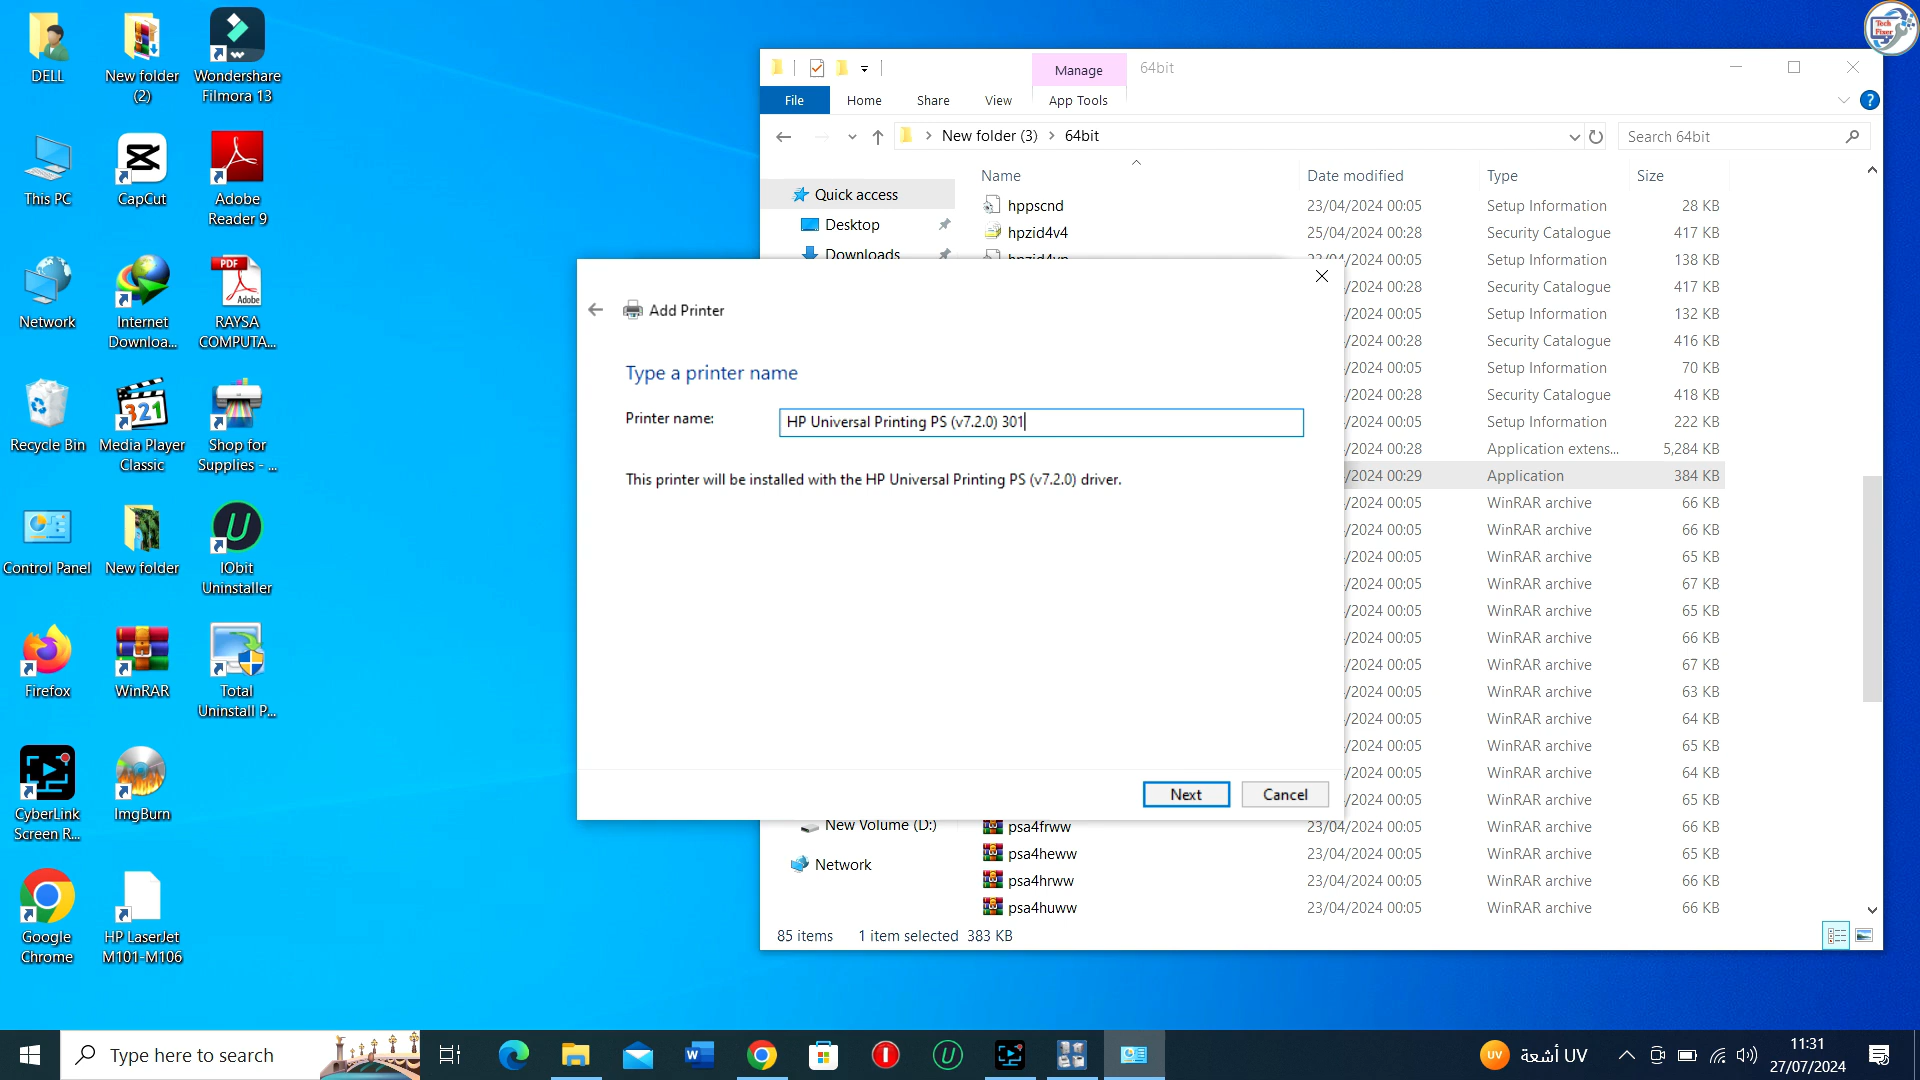 DELL
New folder
(2)
Wondershare
Filmora 13
This PC
CapCut
Adobe
Reader 9
Network
Internet
Downloa...
PDF
Adobe
RAYSA
COMPUTA...
Recycle Bin
321
Media Player
Classic
Shop for
Supplies - ...
Control Panel
New folder
IObit
Uninstaller
Firefox
WinRAR
Total
Uninstall P...
CyberLink
Screen R...
ImgBurn
Google
Chrome
HP LaserJet
M101-M106
Tech
Fixer
Manage
64bit
File
Home
Share
View
App Tools
New folder (3)
64bit
Search 64bit
Name
Date modified
Type
Size
Quick access
Desktop
Downloads
New Volume (D:)
Network
hppscnd 23/04/2024 00:05 Setup Information 28 KB
hpzid4v4 25/04/2024 00:28 Security Catalogue 417 KB
Setup Information 138 KB
/2024 00:28 Security Catalogue 417 KB
/2024 00:05 Setup Information 132 KB
/2024 00:28 Security Catalogue 416 KB
/2024 00:05 Setup Information 70 KB
/2024 00:28 Security Catalogue 418 KB
/2024 00:05 Setup Information 222 KB
/2024 00:28 Application extens... 5,284 KB
/2024 00:29 Application 384 KB
/2024 00:05 WinRAR archive 66 KB
/2024 00:05 WinRAR archive 66 KB
/2024 00:05 WinRAR archive 65 KB
/2024 00:05 WinRAR archive 67 KB
/2024 00:05 WinRAR archive 65 KB
/2024 00:05 WinRAR archive 66 KB
/2024 00:05 WinRAR archive 67 KB
/2024 00:05 WinRAR archive 63 KB
/2024 00:05 WinRAR archive 64 KB
/2024 00:05 WinRAR archive 65 KB
/2024 00:05 WinRAR archive 64 KB
/2024 00:05 WinRAR archive 65 KB
psa4frww 23/04/2024 00:05 WinRAR archive 66 KB
psa4heww 23/04/2024 00:05 WinRAR archive 65 KB
psa4hrww 23/04/2024 00:05 WinRAR archive 66 KB
psa4huww 23/04/2024 00:05 WinRAR archive 66 KB
85 items
1 item selected 383 KB
Add Printer
Type a printer name
Printer name:
HP Universal Printing PS (v7.2.0) 301
This printer will be installed with the HP Universal Printing PS (v7.2.0) driver.
Next
Cancel
Type here to search
UV
أشعة UV
11:31
27/07/2024